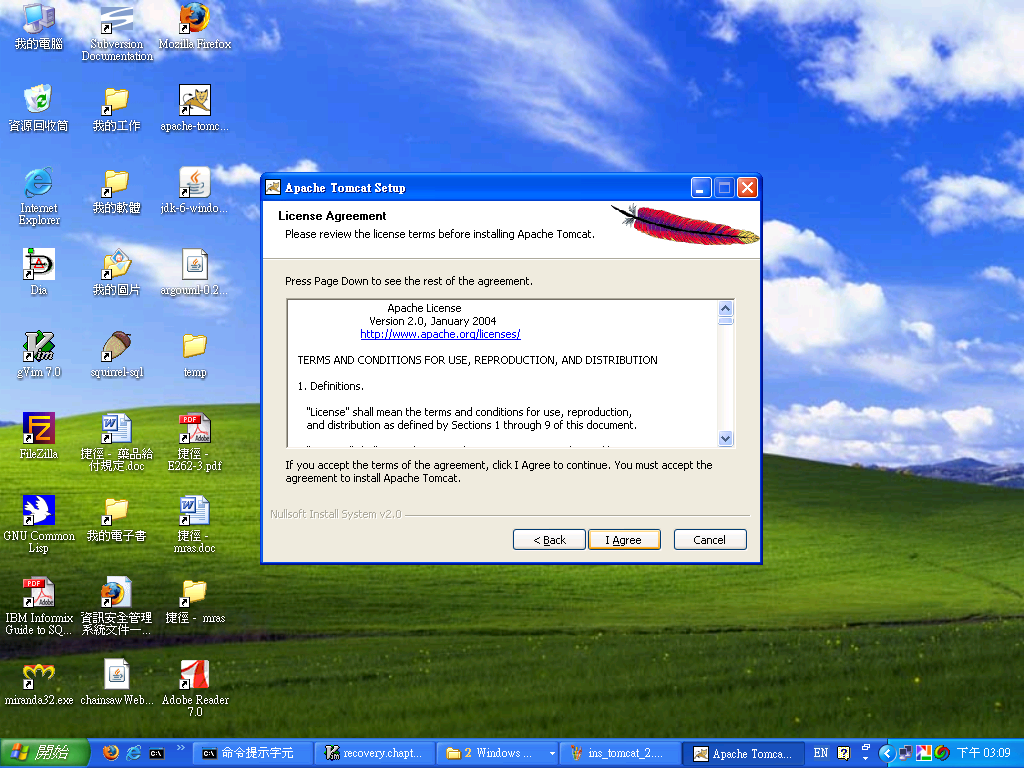 我的電腦
Subversion
Documentation
Mozilla Firefox
資源回收筒
我的工作
apache-tomc...
Internet
Explorer
我的軟體
jdk-6-windo...
Dia
我的圖片
argouml-0.2...
gVim 7.0
squirrel-sql
temp
FileZilla
捷徑 - 藥品給
付規定.doc
捷徑 -
E262-3 pdf
GNU Common
Lisp
我的電子書
捷徑 -
mras.doc
IBM Informix
Guide to SQ...
資訊安全管理
系統文件一...
捷徑 - mras
miranda32.exe
chainsaw Web...
Adobe Reader
7.0
Apache Tomcat Setup
License Agreement
Please review the license terms before installing Apache Tomcat.
Press Page Down to see the rest of the agreement.
Apache License
Version 2.0, January 2004
http://www.apache.org/licenses/
TERMS AND CONDITIONS FOR USE, REPRODUCTION, AND DISTRIBUTION
1. Definitions.
"License" shall mean the terms and conditions for use, reproduction,
and distribution as defined by Sections 1 through 9 of this document.
If you accept the terms of the agreement, click I Agree to continue. You must accept the
agreement to install Apache Tomcat.
Nullsoft Install System v2.0
< Back
I Agree
Cancel
開始
命令提示字元
recovery.chapt...
2 Windows ...
ins_tomcat_2....
Apache Tomca...
EN
下午 03:09